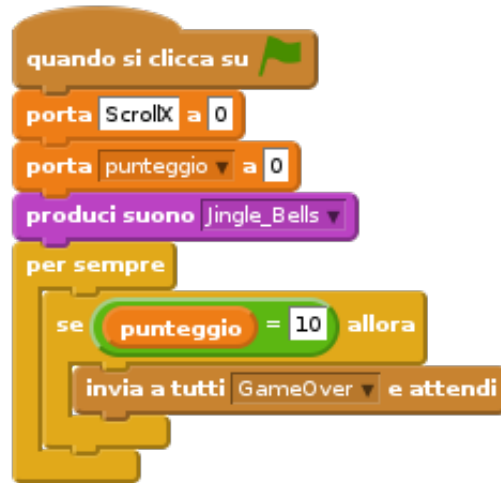 quando si clicca su
porta ScrollX a 0
porta punteggio a 0
produci suono Jingle_Bells
per sempre
se punteggio = 10 allora
invia a tutti GameOver e attendi